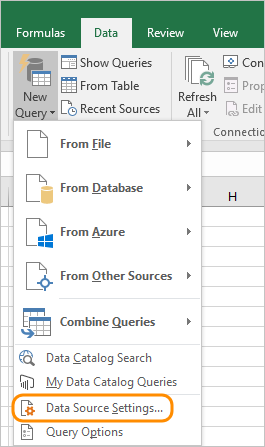 Formulas Data Review View
New Query
Show Queries
From Table
Recent Sources
Refresh All
Connectio
From File
From Database
From Azure
From Other Sources
Combine Queries
Data Catalog Search
My Data Catalog Queries
Data Source Settings...
Query Options
H